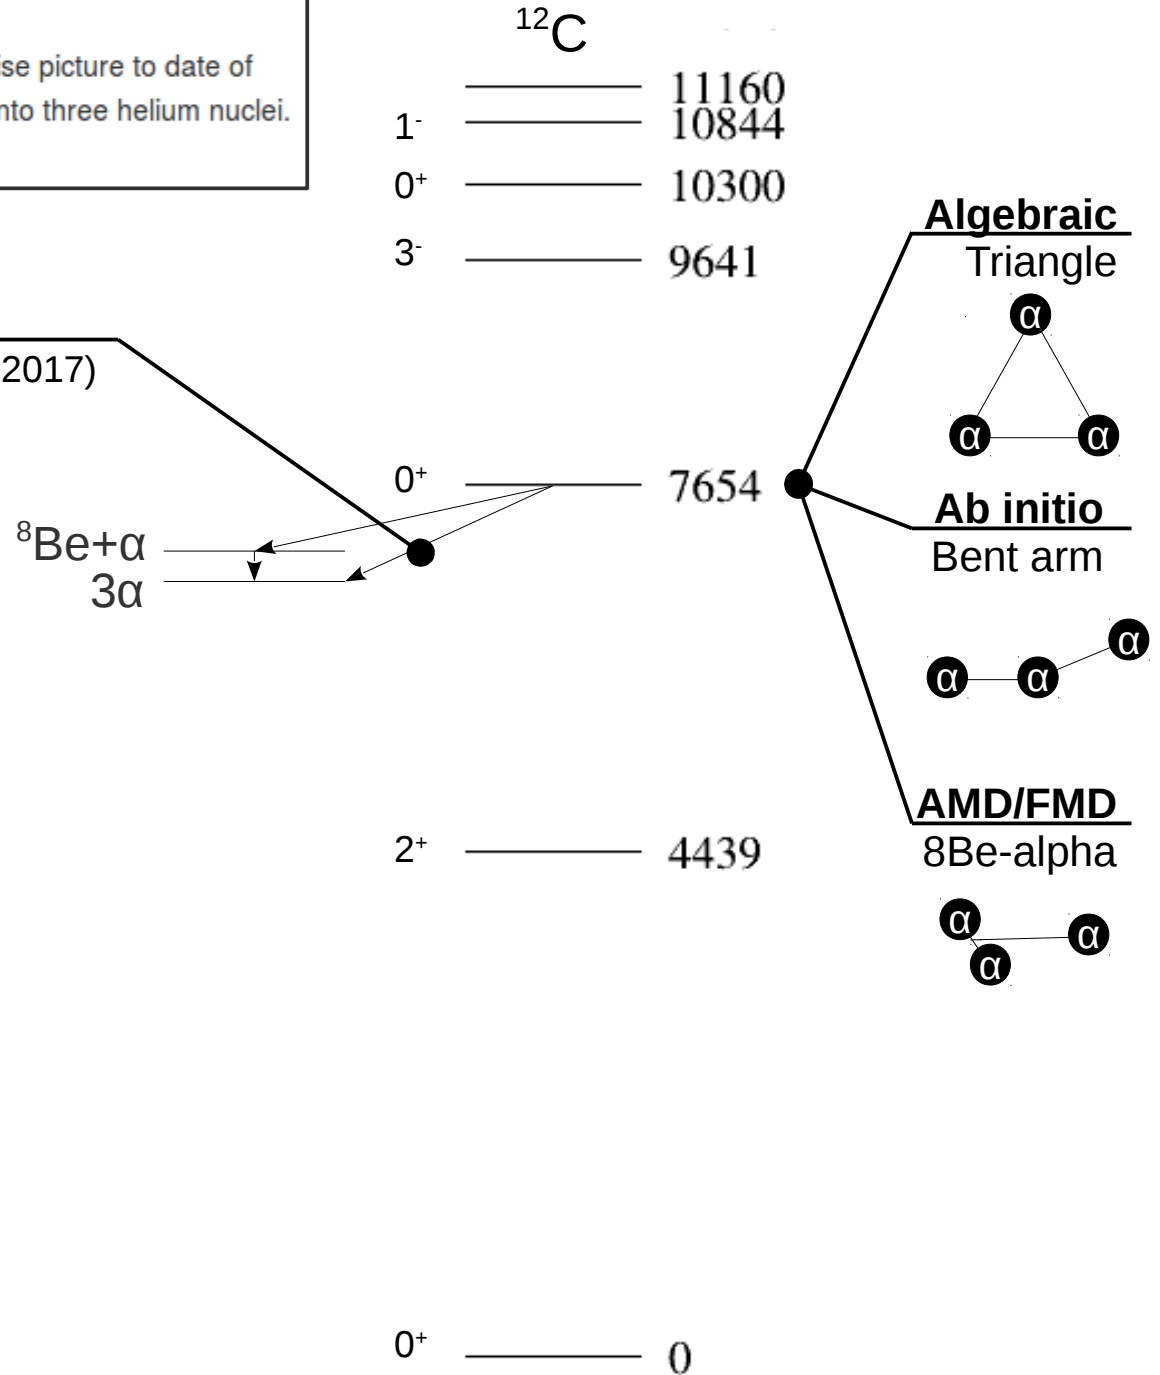 ise picture to date of
nto three helium nuclei.
2017)
⁸Be+α
3α
¹²C
11160
1⁻ 10844
0⁺ 10300
3⁻ 9641
0⁺ 7654
2⁺ 4439
0⁺ 0
Algebraic
Triangle
α
α α
Ab initio
Bent arm
α α α
AMD/FMD
8Be-alpha
α α
α